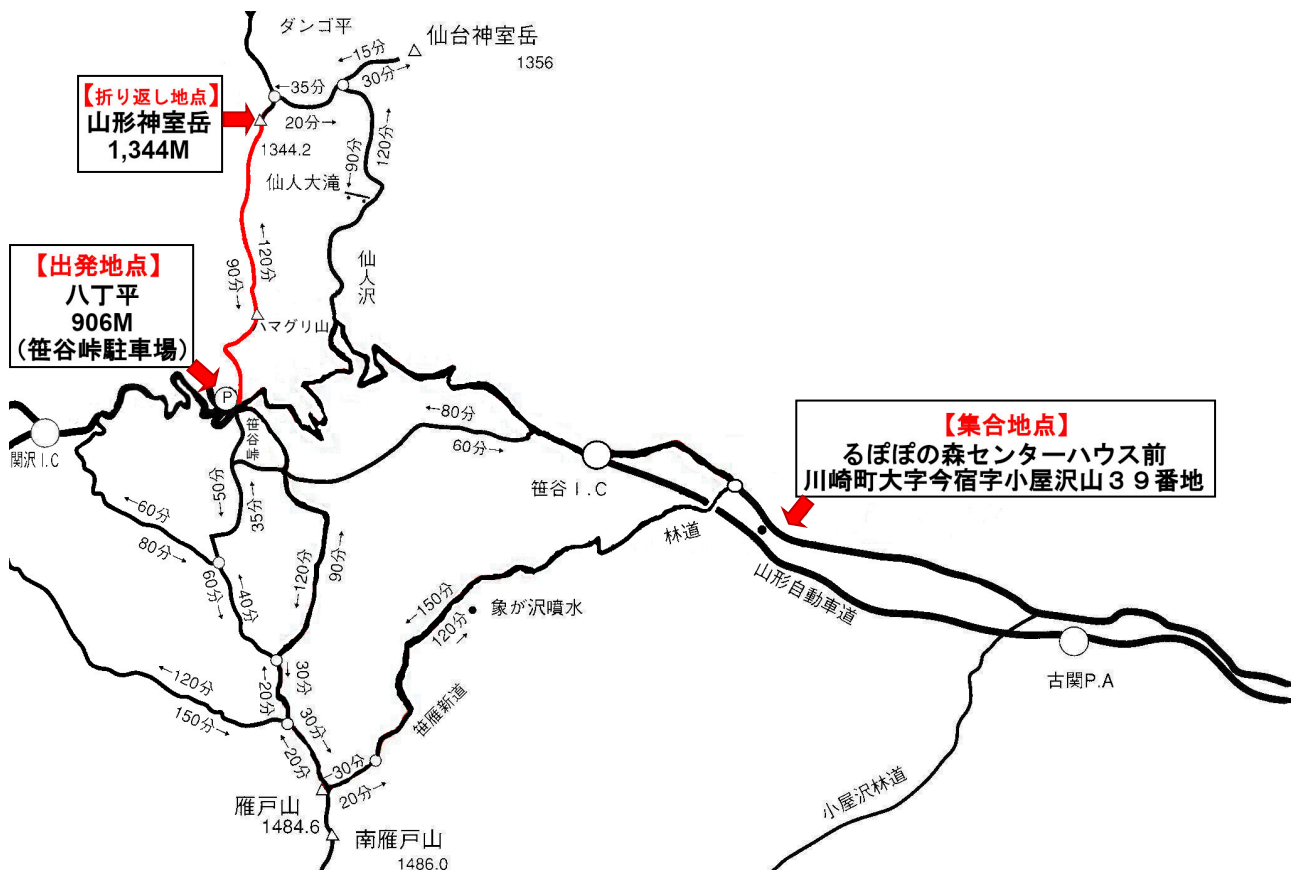 ダンゴ平
仙台神室岳
1356
←15分
30分→
【折り返し地点】
山形神室岳
1,344M
←35分
20分→
1344.2
120分→
←90分
仙人大滝
仙人沢
←120分
90分→
ハマグリ山
【出発地点】
八丁平
906M
（笹谷峠駐車場）
P
笹谷峠
関沢I.C
←80分
60分→
笹谷I.C
【集合地点】
るぽぽの森センターハウス前
川崎町大字今宿字小屋沢山３９番地
林道
山形自動車道
古関P.A
小屋沢林道
←50分
35分→
←60分
80分→
60分→
←40分
←120分
90分→
←150分
120分→
象が沢噴水
笹雁新道
30分→
←20分
←120分
150分→
30分→
←20分
←30分
20分→
雁戸山
1484.6
南雁戸山
1486.0